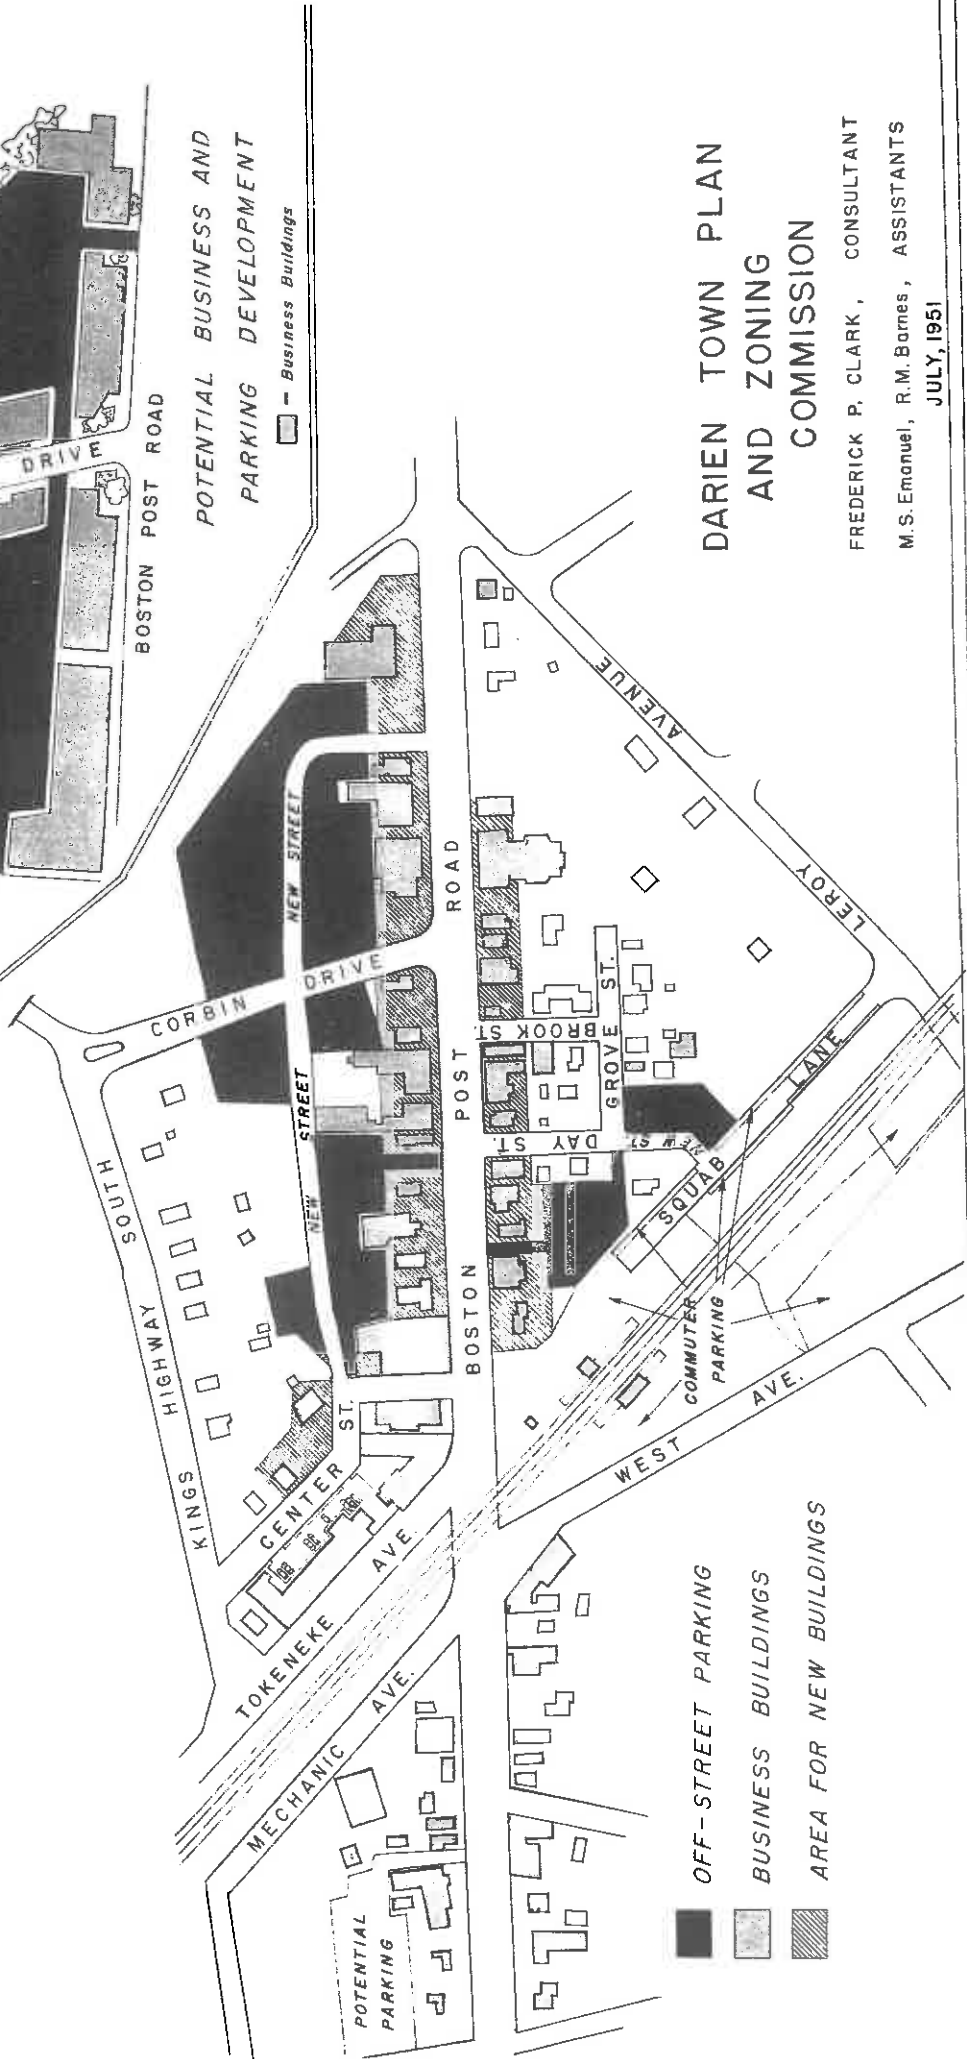 DRIVE
BOSTON POST ROAD
POTENTIAL BUSINESS AND
PARKING DEVELOPMENT
- Business Buildings
KINGS HIGHWAY SOUTH
CORBIN DRIVE
NEW STREET
NEW STREET
CENTER ST.
TOKENEKE AVE.
MECHANIC AVE.
BOSTON POST ROAD
BROOK ST.
GROVE ST.
DAY ST.
NEW ST.
SQUAB LANE
LEROY AVENUE
WEST AVE.
COMMUTER
PARKING
POTENTIAL
PARKING
OFF-STREET PARKING
BUSINESS BUILDINGS
AREA FOR NEW BUILDINGS
DARIEN TOWN PLAN
AND ZONING
COMMISSION
FREDERICK P. CLARK, CONSULTANT
M.S. Emanuel, R.M. Barnes, ASSISTANTS
JULY, 1951